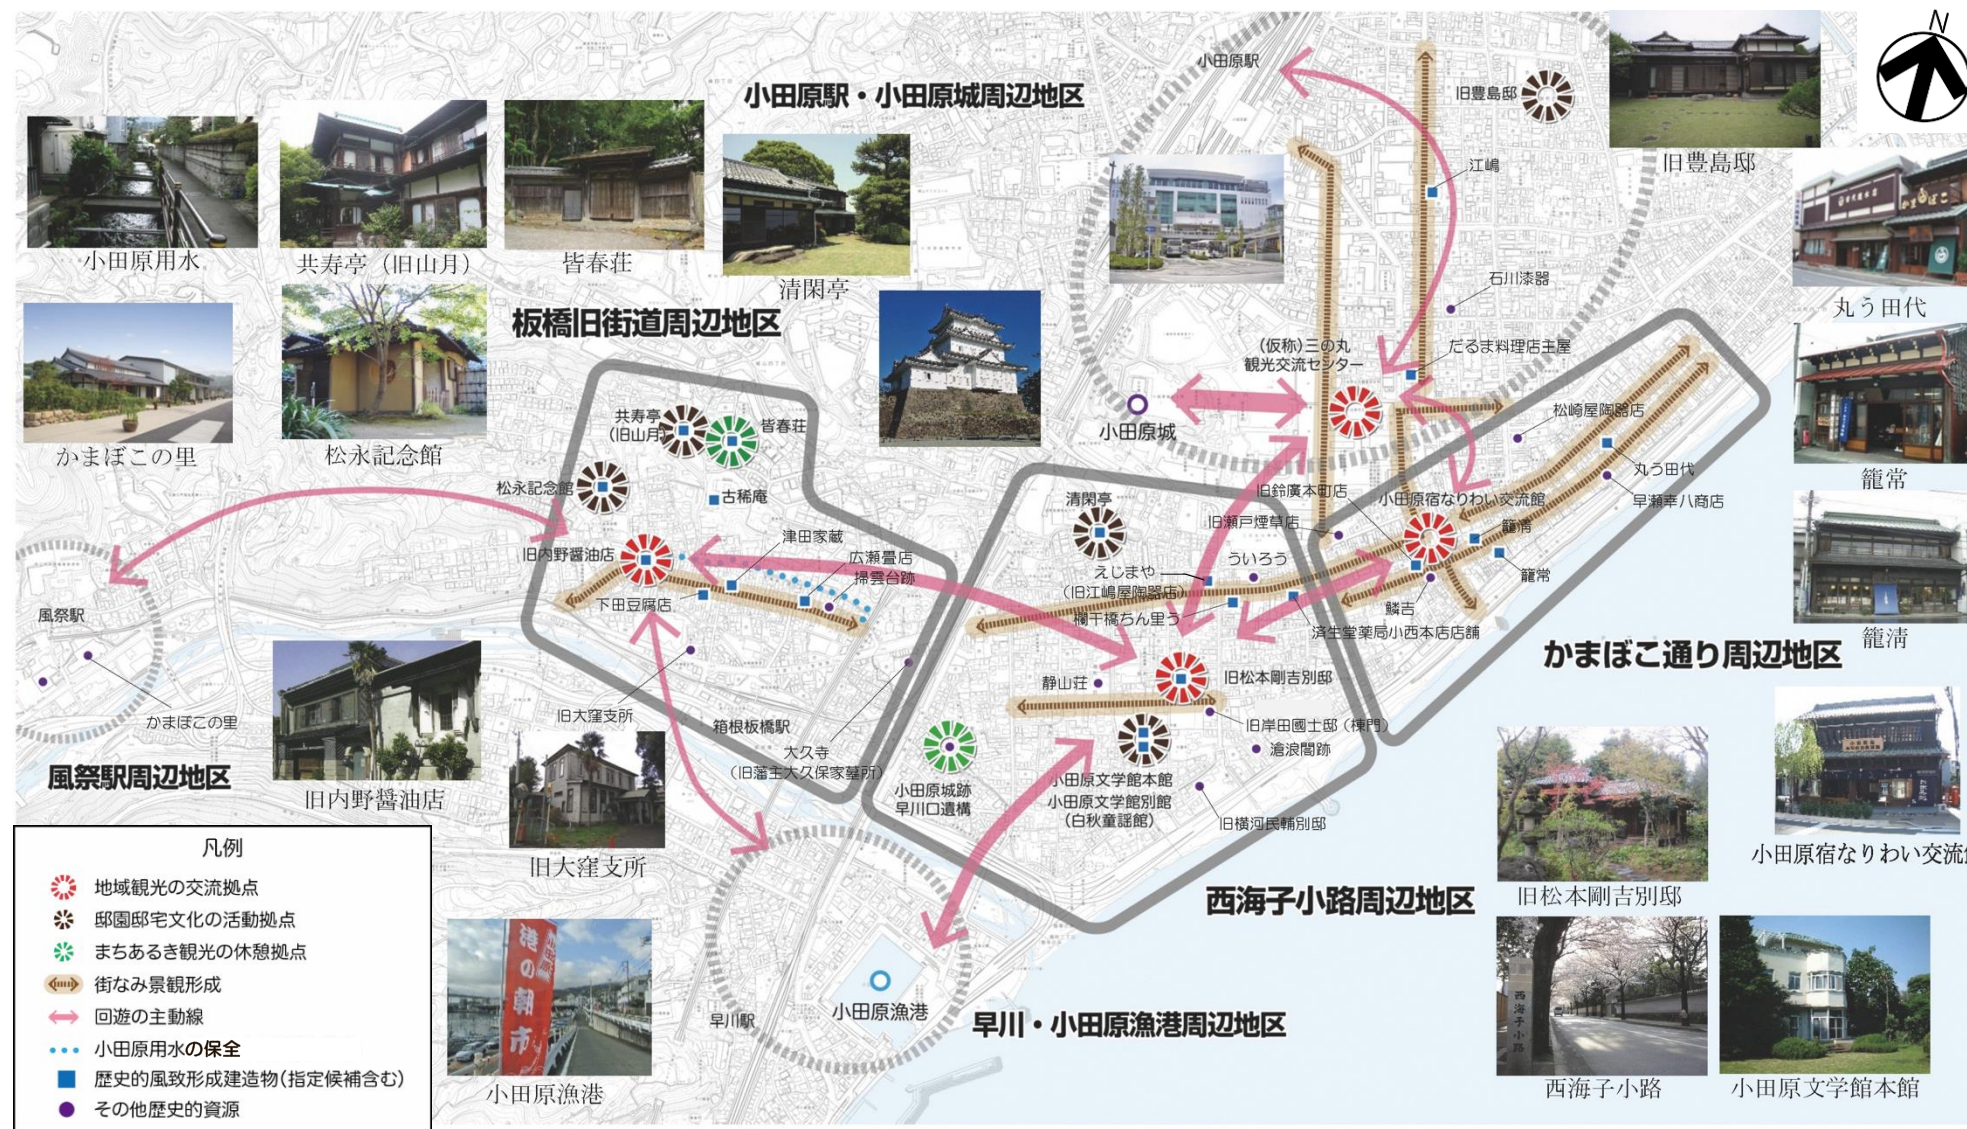 N
小田原駅・小田原城周辺地区
小田原駅
旧豊島邸
旧豊島邸
江嶋
小田原用水
共寿亭（旧山月）
皆春荘
清閑亭
丸う田代
石川漆器
板橋旧街道周辺地区
(仮称)三の丸
観光交流センター
だるま料理店主屋
かまぼこの里
松永記念館
小田原城
松崎屋陶器店
籠常
共寿亭
(旧山月)
皆春荘
丸う田代
早瀬幸八商店
松永記念館
古稀庵
清閑亭
旧鈴廣本町店
小田原宿なりわい交流館
旧瀬戸煙草店
籠淸
籠常
津田家蔵
旧内野醤油店
広瀬畳店
掃雲台跡
ういろう
えじまや
(旧江嶋屋陶器店)
下田豆腐店
欄干橋ちん里う
鱗吉
済生堂薬局小西本店店舗
籠淸
風祭駅
かまぼこ通り周辺地区
静山荘
旧松本剛吉別邸
かまぼこの里
旧大窪支所
箱根板橋駅
旧岸田國士邸(棟門)
大久寺
(旧藩主大久保家墓所)
滄浪閣跡
風祭駅周辺地区
旧内野醤油店
小田原城跡
早川口遺構
小田原文学館本館
小田原文学館別館
(白秋童謡館)
旧横河民輔別邸
旧大窪支所
小田原宿なりわい交流館
旧松本剛吉別邸
西海子小路周辺地区
凡例
地域観光の交流拠点
邸園邸宅文化の活動拠点
まちあるき観光の休憩拠点
街なみ景観形成
回遊の主動線
小田原用水の保全
歴史的風致形成建造物(指定候補含む)
その他歴史的資源
港の朝市
小田原漁港
早川駅
小田原漁港
早川・小田原漁港周辺地区
西海子小路
西海子小路
小田原文学館本館